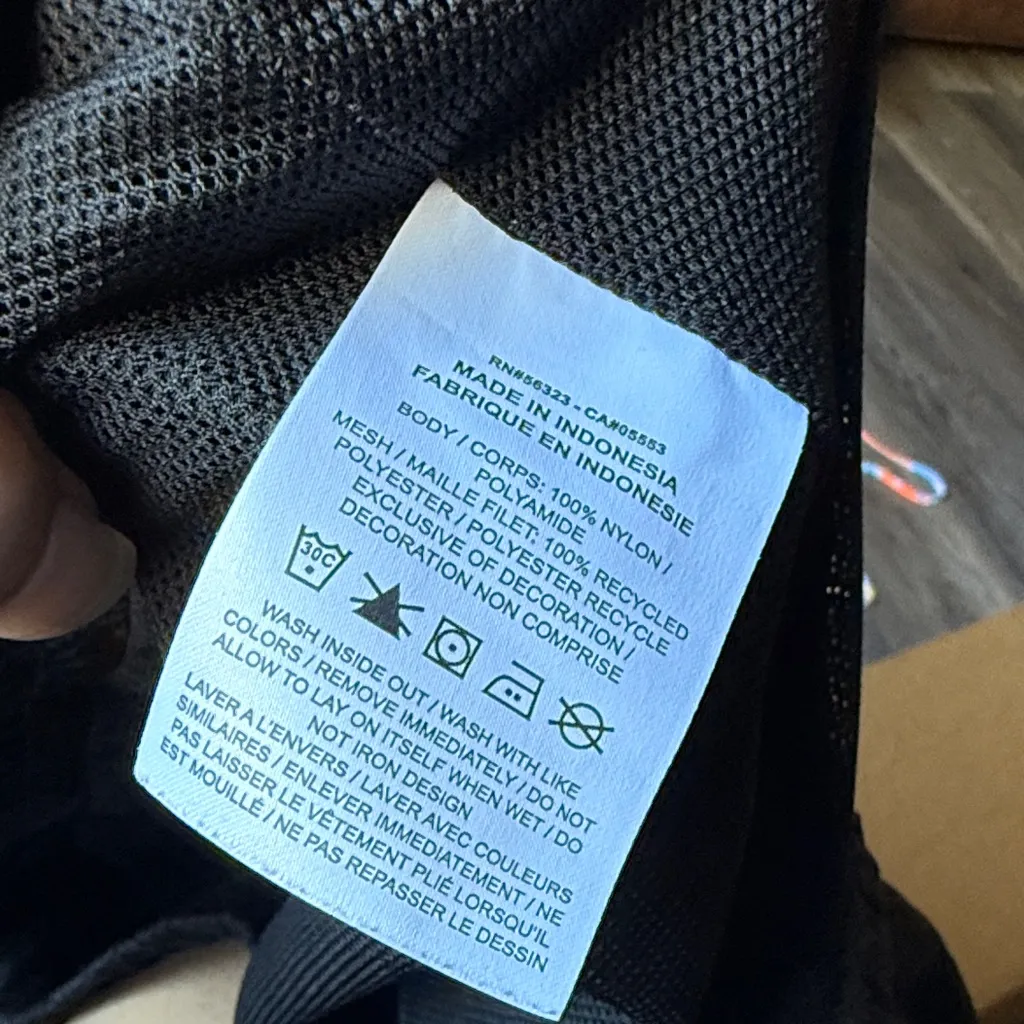 RN#56323 - CA#05553
MADE IN INDONESIA
FABRIQUE EN INDONESIE
BODY / CORPS: 100% NYLON /
POLYAMIDE
MESH / MAILLE FILET: 100% RECYCLED
POLYESTER / POLYESTER RECYCLE
EXCLUSIVE OF DECORATION /
DECORATION NON COMPRISE
30C
WASH INSIDE OUT / WASH WITH LIKE
COLORS / REMOVE IMMEDIATELY / DO NOT
ALLOW TO LAY ON ITSELF WHEN WET / DO
NOT IRON DESIGN
LAVER A L'ENVERS / LAVER AVEC COULEURS
SIMILAIRES / ENLEVER IMMEDIATEMENT / NE
PAS LAISSER LE VÊTEMENT PLIÉ LORSQU'IL
EST MOUILLÉ / NE PAS REPASSER LE DESSIN